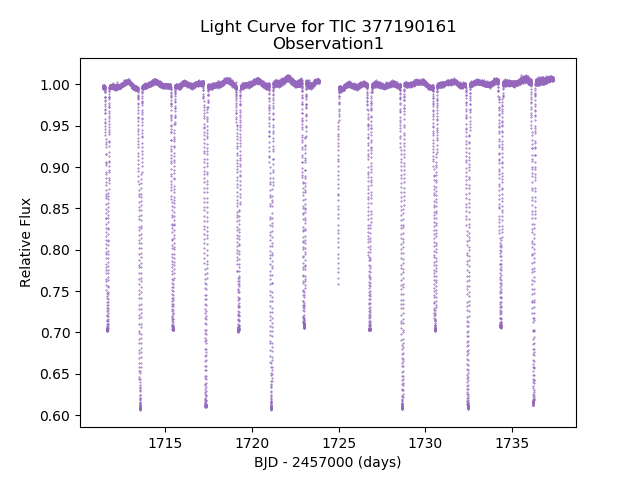 Light Curve for TIC 377190161
Observation1
1.00
0.95
0.90
0.85
0.80
0.75
0.70
0.65
0.60
Relative Flux
1715 1720 1725 1730 1735
BJD - 2457000 (days)